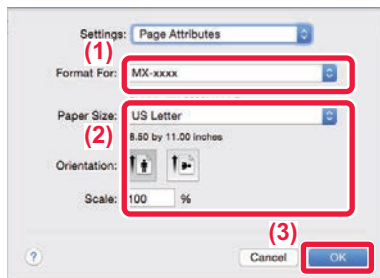 Settings: Page Attributes
(1)
Format For: MX-xxxx
Paper Size: US Letter
(2) 8.50 by 11.00 inches
Orientation:
Scale: 100 %
(3)
? Cancel OK